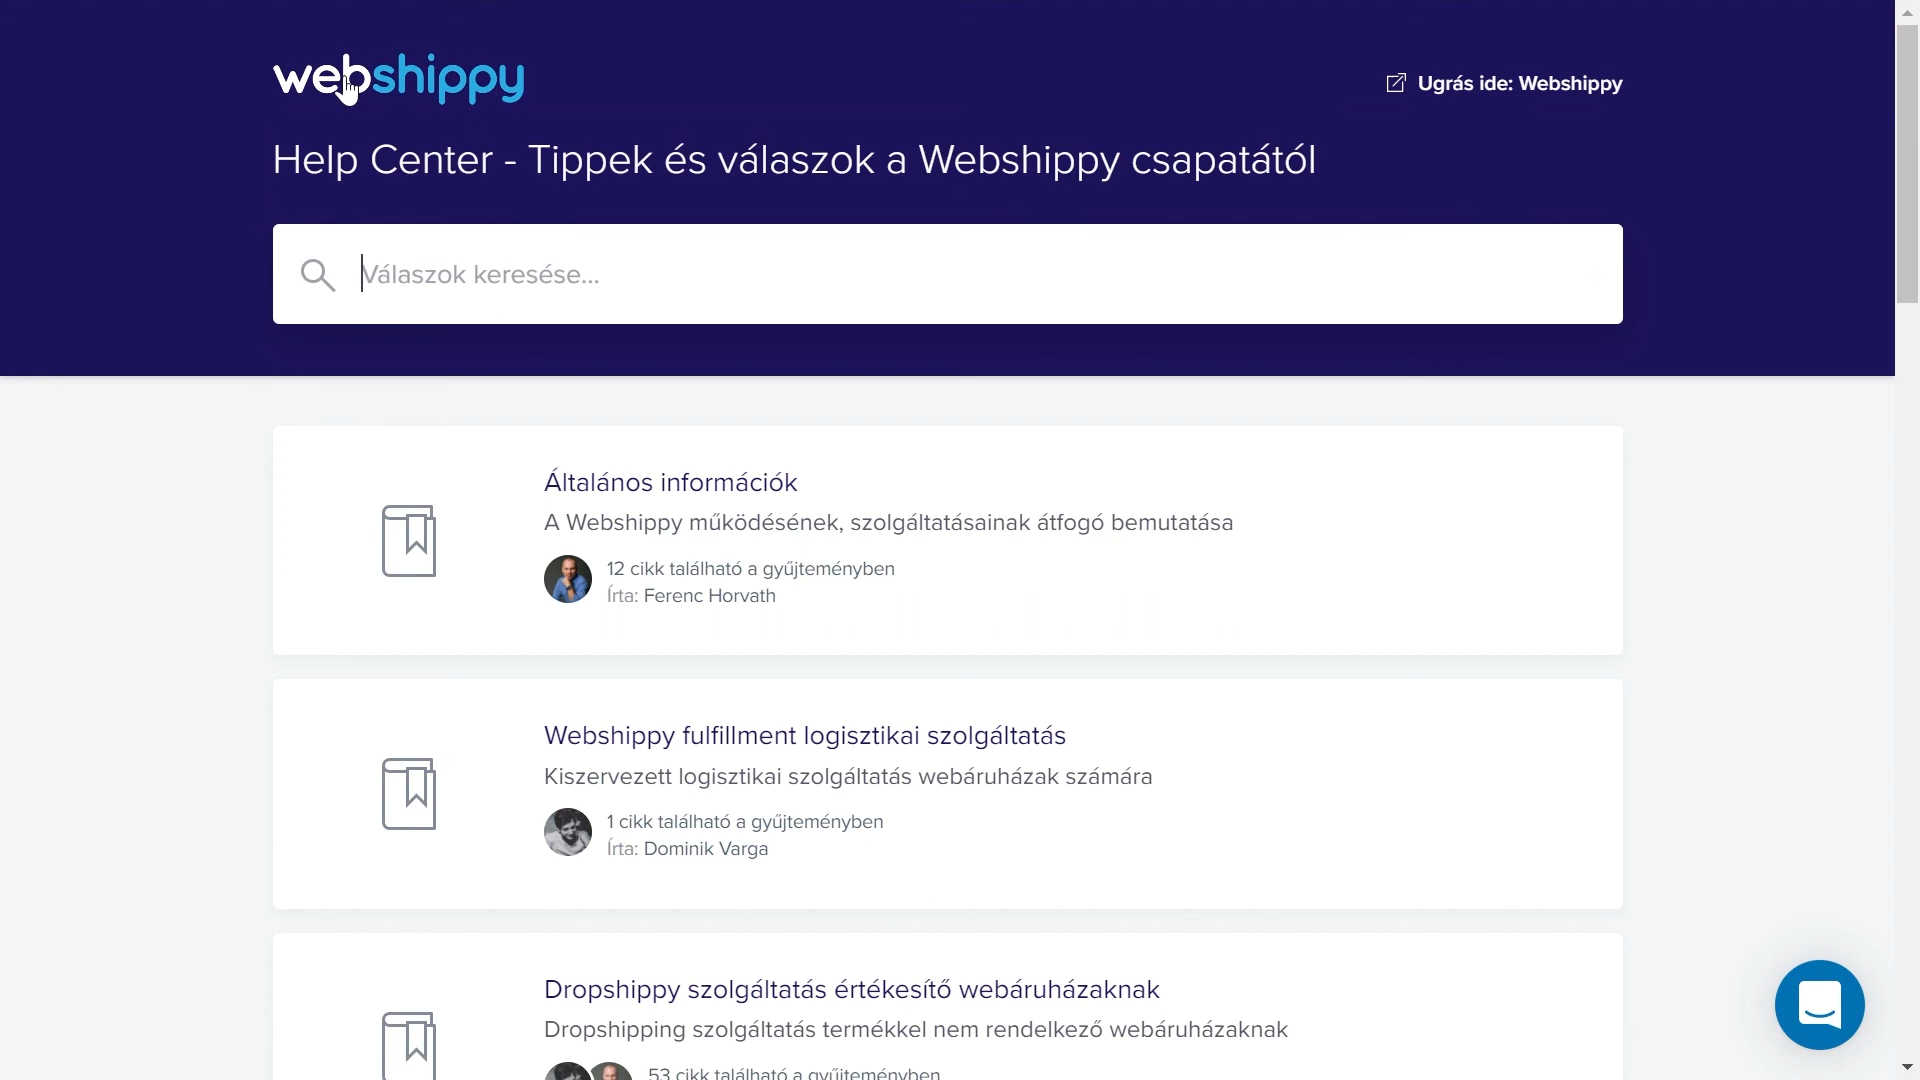 webshippy
Ugrás ide: Webshippy
Help Center - Tippek és válaszok a Webshippy csapatától
Válaszok keresése...
Általános információk
A Webshippy működésének, szolgáltatásainak átfogó bemutatása
12 cikk található a gyűjteményben
Írta: Ferenc Horvath
Webshippy fulfillment logisztikai szolgáltatás
Kiszervezett logisztikai szolgáltatás webáruházak számára
1 cikk található a gyűjteményben
Írta: Dominik Varga
Dropshippy szolgáltatás értékesítő webáruházaknak
Dropshipping szolgáltatás termékkel nem rendelkező webáruházaknak
53 cikk található a gyűjteményben